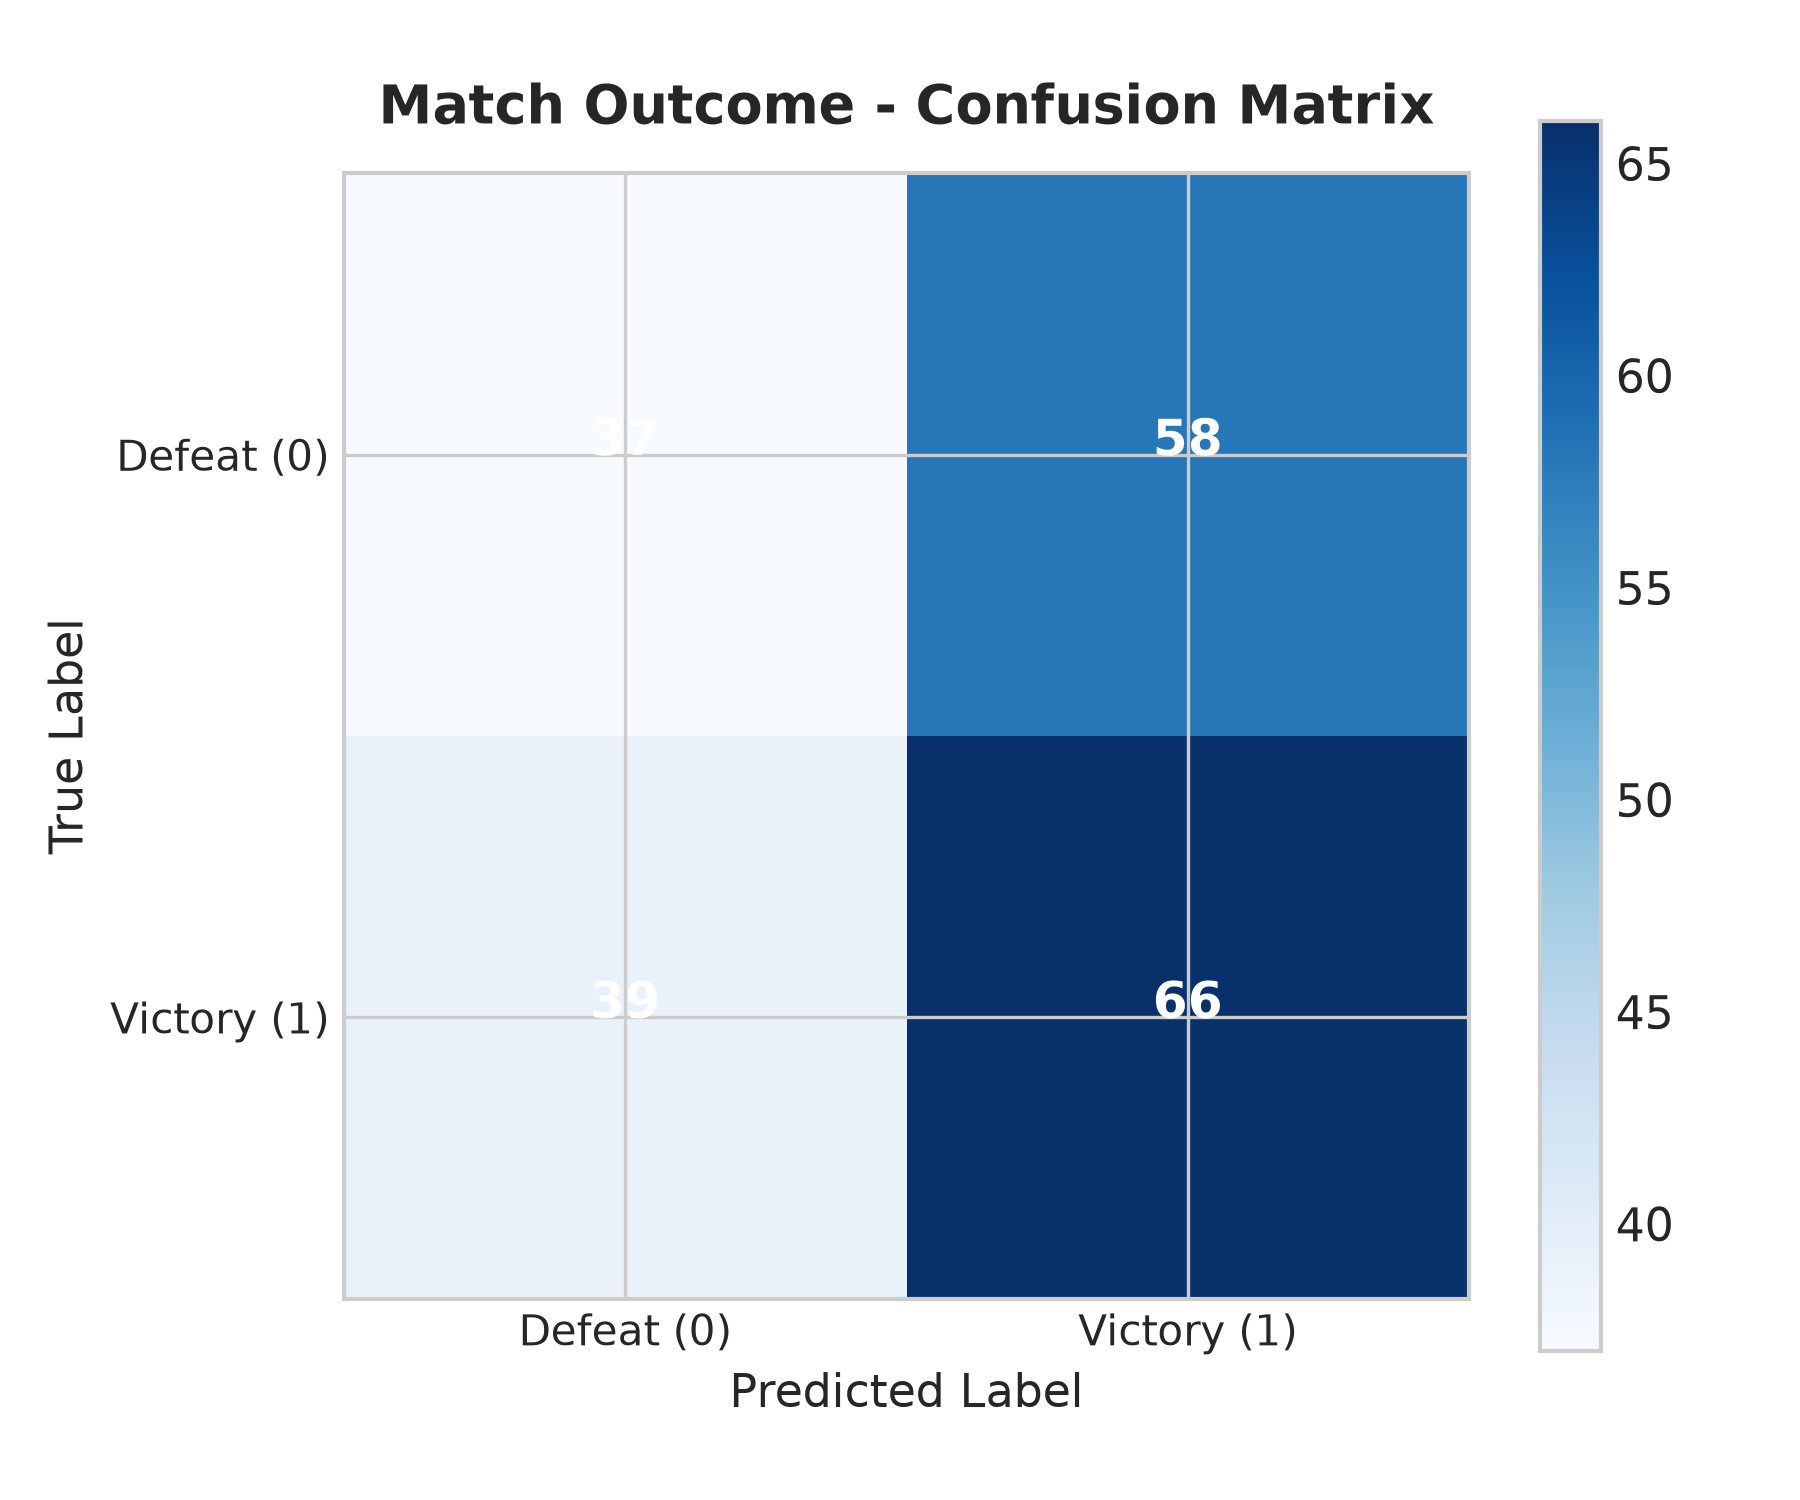 Match Outcome - Confusion Matrix
65
60
55
50
45
40
True Label
Defeat (0)
37
58
Victory (1)
39
66
Defeat (0)
Victory (1)
Predicted Label